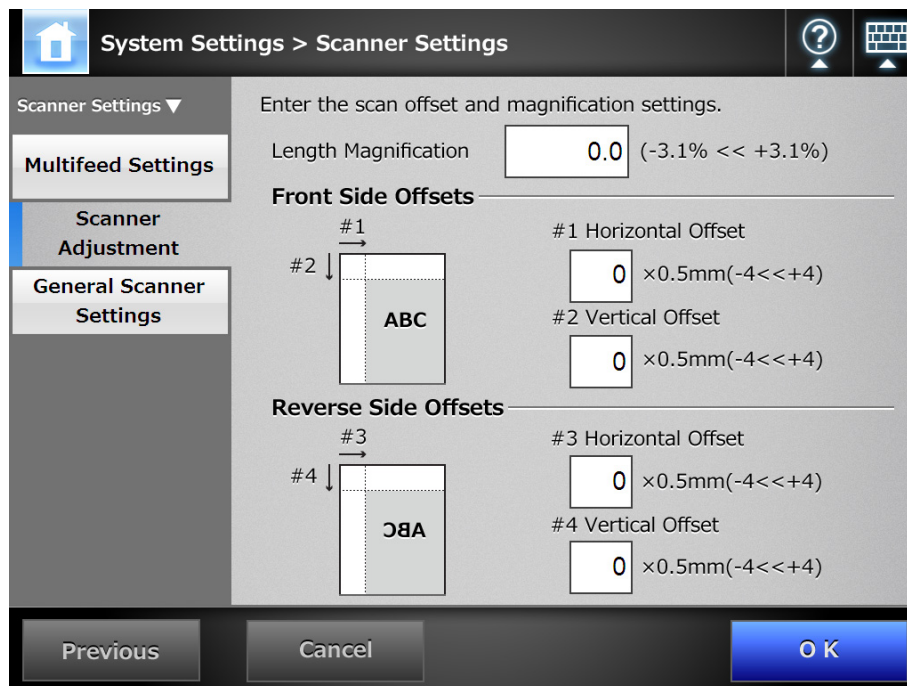 System Settings > Scanner Settings
?
Scanner Settings ▼
Multifeed Settings
Scanner
Adjustment
General Scanner
Settings
Enter the scan offset and magnification settings.
Length Magnification 0.0 (-3.1% << +3.1%)
Front Side Offsets
#1
#2
ABC
#1 Horizontal Offset
0 ×0.5mm(-4<<+4)
#2 Vertical Offset
0 ×0.5mm(-4<<+4)
Reverse Side Offsets
#3
#4
ABC
#3 Horizontal Offset
0 ×0.5mm(-4<<+4)
#4 Vertical Offset
0 ×0.5mm(-4<<+4)
Previous
Cancel
O K